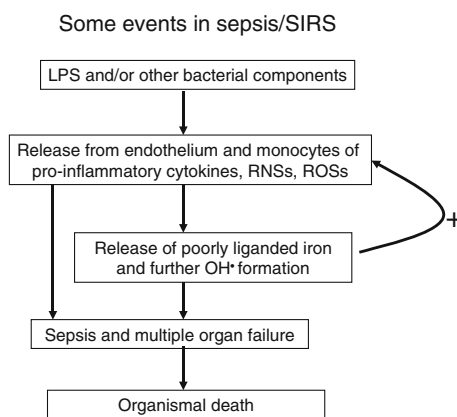 Some events in sepsis/SIRS
LPS and/or other bacterial components
Release from endothelium and monocytes of
pro-inflammatory cytokines, RNSs, ROSs
+
Release of poorly liganded iron
and further OH• formation
Sepsis and multiple organ failure
Organismal death